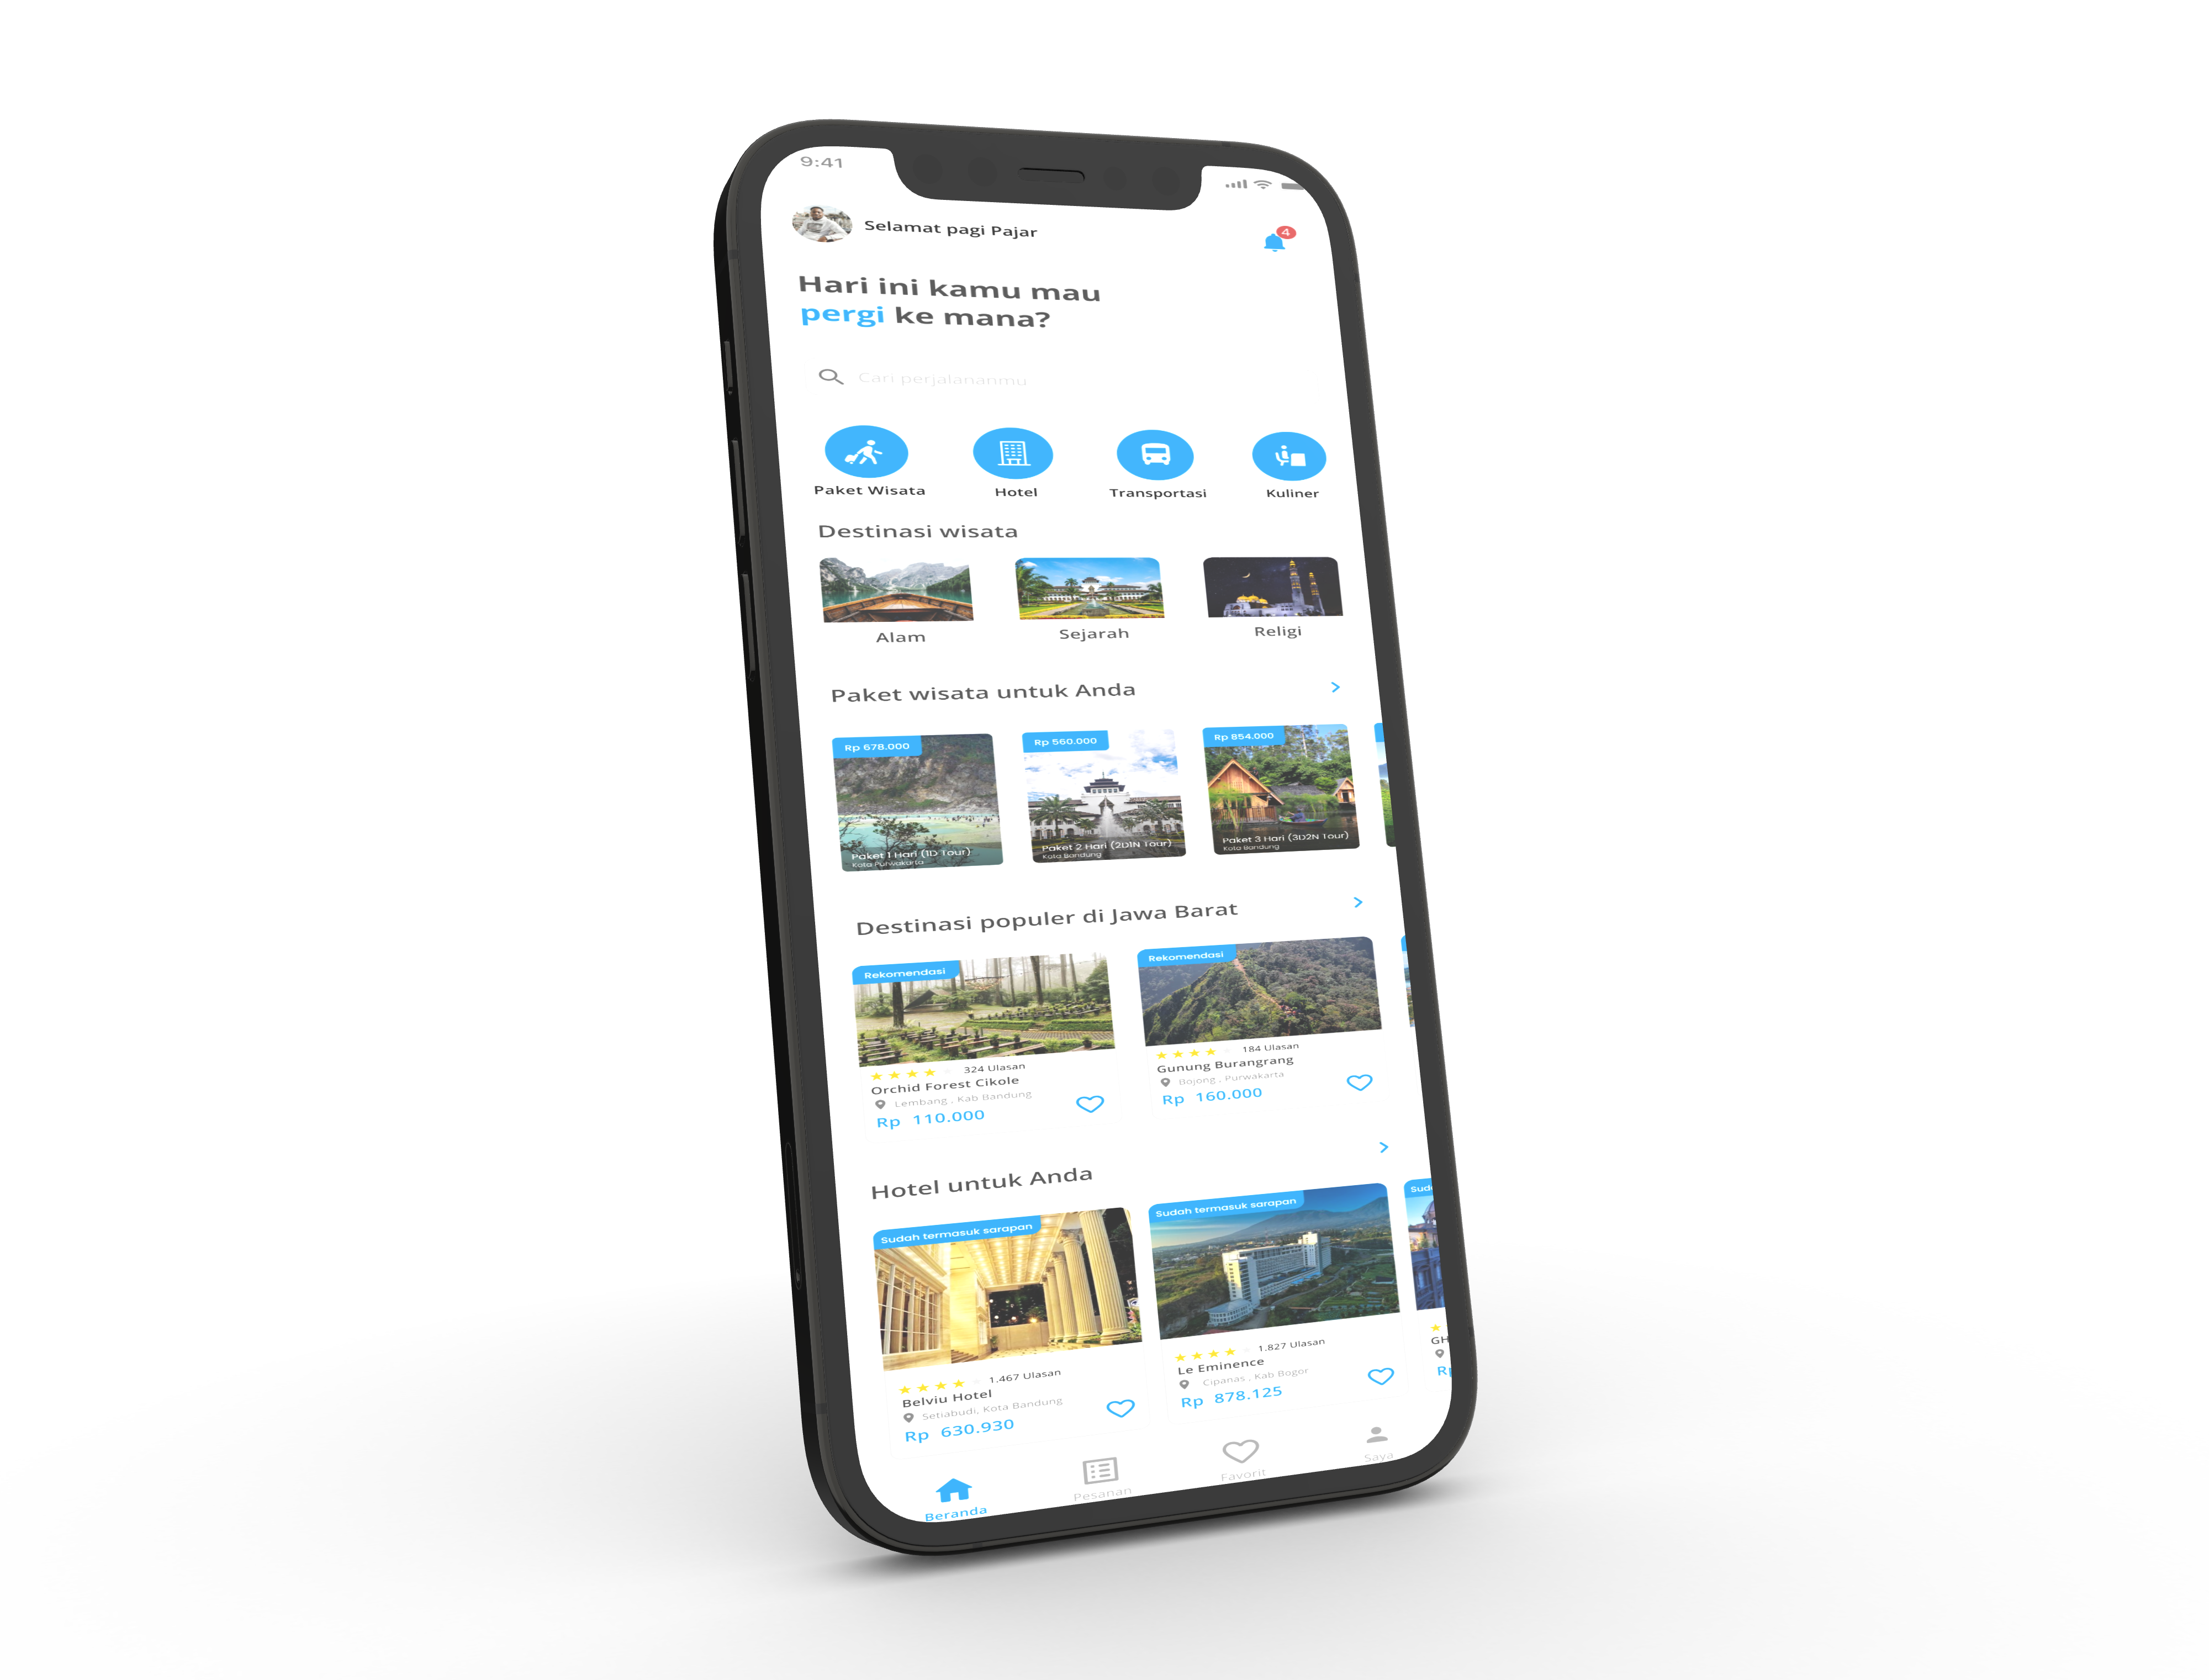 9:41
Selamat pagi Pajar
4
Hari ini kamu mau
pergi ke mana?
Cari perjalananmu
Paket Wisata
Hotel
Transportasi
Kuliner
Destinasi wisata
Alam
Sejarah
Religi
Paket wisata untuk Anda
Rp 678.000
Paket 1 Hari (1D Tour)
Kota Purwakarta
Rp 560.000
Paket 2 Hari (2D1N Tour)
Kota Bandung
Rp 854.000
Paket 3 Hari (3D2N Tour)
Kota Bandung
Destinasi populer di Jawa Barat
Rekomendasi
324 Ulasan
Orchid Forest Cikole
Lembang , Kab Bandung
Rp 110.000
Rekomendasi
184 Ulasan
Gunung Burangrang
Bojong , Purwakarta
Rp 160.000
Hotel untuk Anda
Sudah termasuk sarapan
1.467 Ulasan
Belviu Hotel
Setiabudi, Kota Bandung
Rp 630.930
Sudah termasuk sarapan
1.827 Ulasan
Le Eminence
Cipanas , Kab Bogor
Rp 878.125
Sud
GH
Beranda
Pesanan
Favorit
Saya